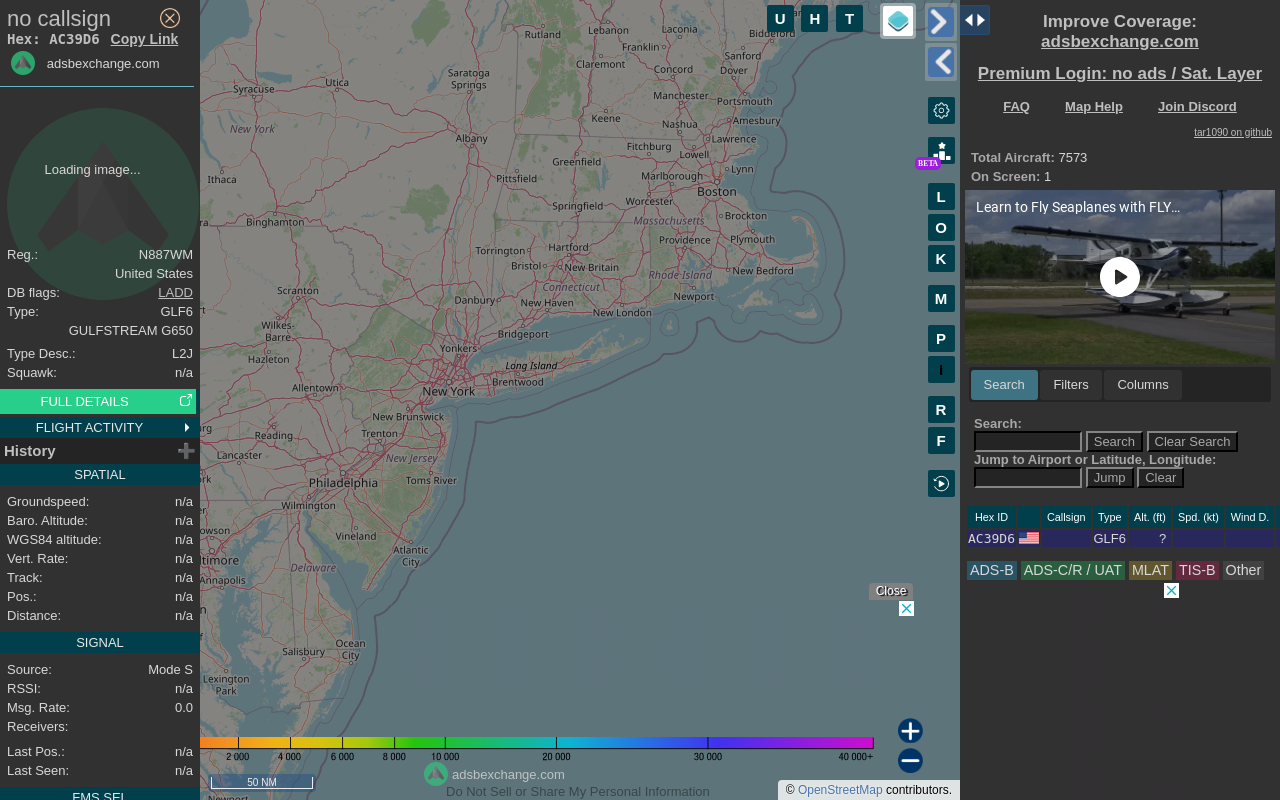 no callsign
Hex: AC39D6 Copy Link
adsbexchange.com
Loading image...
Reg.: N887WM
United States
DB flags: LADD
Type: GLF6
GULFSTREAM G650
Type Desc.: L2J
Squawk: n/a
FULL DETAILS
FLIGHT ACTIVITY
History
SPATIAL
Groundspeed: n/a
Baro. Altitude: n/a
WGS84 altitude: n/a
Vert. Rate: n/a
Track: n/a
Pos.: n/a
Distance: n/a
SIGNAL
Source: Mode S
RSSI: n/a
Msg. Rate: 0.0
Receivers:
Last Pos.: n/a
Last Seen: n/a
FMS SEL
U H T
Rutland
Lebanon
Laconia
Biddeford
Franklin
Claremont
Sanford
Concord
Dover
Saratoga Springs
Utica
Syracuse
Manchester
Portsmouth
Keene
Nashua
Amesbury
New York
Albany
Fitchburg
Lawrence
Greenfield
Lowell
Lynn
Ithaca
Pittsfield
Marlborough
Boston
Worcester
Springfield
Massachusetts
Brockton
Binghamton
Providence
Plymouth
Torrington
Hartford
Bristol
New Britain
Rhode Island
New Bedford
Connecticut
Scranton
Danbury
New Haven
Newport
New London
Wilkes-Barre
Bridgeport
Yonkers
Hazleton
Long Island
Brentwood
Allentown
New York
New Brunswick
Reading
Trenton
Lancaster
New Jersey
Philadelphia
Toms River
Wilmington
Vineland
Atlantic City
Delaware
Annapolis
Ocean City
Salisbury
Lexington Park
Newport
BETA
L
O
K
M
P
I
R
F
Close
2 000 4 000 6 000 8 000 10 000 20 000 30 000 40 000+
50 NM
adsbexchange.com
Do Not Sell or Share My Personal Information
© OpenStreetMap contributors.
Improve Coverage:
adsbexchange.com
Premium Login: no ads / Sat. Layer
FAQ Map Help Join Discord
tar1090 on github
Total Aircraft: 7573
On Screen: 1
Learn to Fly Seaplanes with FLY...
Search Filters Columns
Search:
Search Clear Search
Jump to Airport or Latitude, Longitude:
Jump Clear
Hex ID Callsign Type Alt. (ft) Spd. (kt) Wind D.
AC39D6 GLF6 ?
ADS-B ADS-C/R / UAT MLAT TIS-B Other